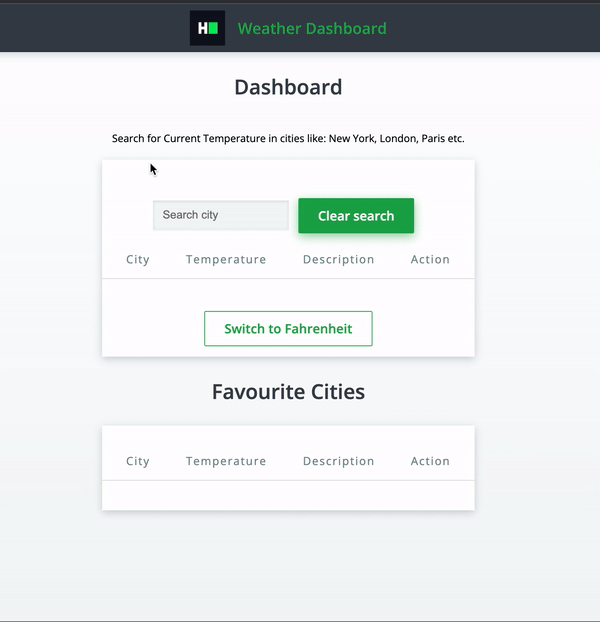 H Weather Dashboard
Dashboard
Search for Current Temperature in cities like: New York, London, Paris etc.
Search city Clear search
City Temperature Description Action
Switch to Fahrenheit
Favourite Cities
City Temperature Description Action